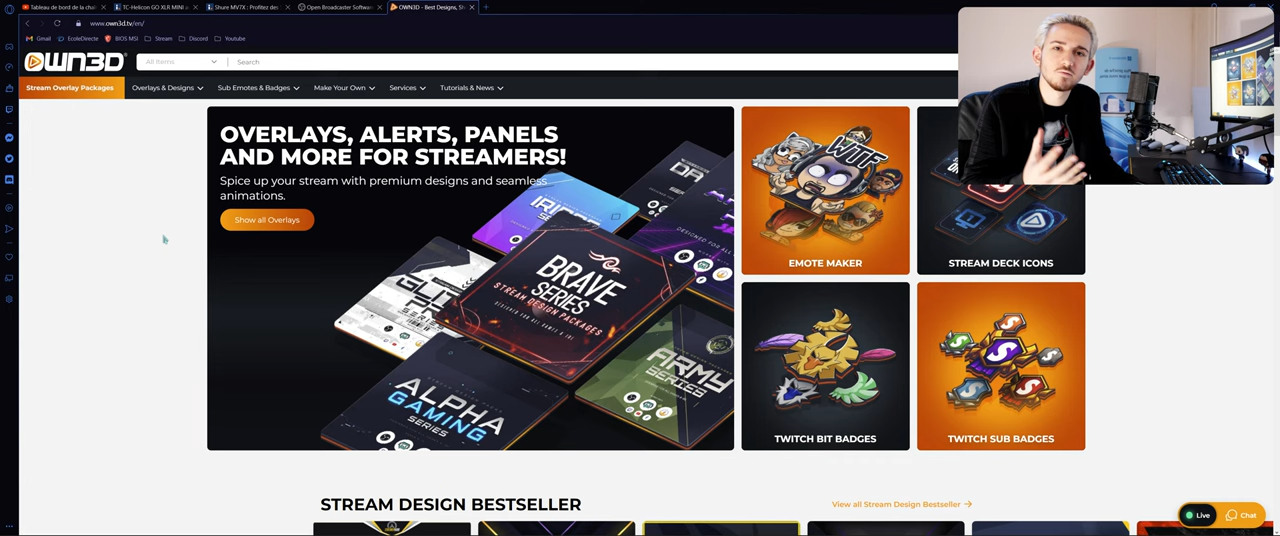 Tableau de bord de la chaî
TC-Helicon GO XLR MINI a
Shure MV7X : Profitez des
Open Broadcaster Softwa
OWN3D - Best Designs, Sh
www.own3d.tv/en/
Gmail
EcoleDirecte
BIOS MSI
Stream
Discord
Youtube
OWN3D
All Items
Search
Stream Overlay Packages
Overlays & Designs
Sub Emotes & Badges
Make Your Own
Services
Tutorials & News
OVERLAYS, ALERTS, PANELS
AND MORE FOR STREAMERS!
Spice up your stream with premium designs and seamless
animations.
Show all Overlays
BRAVE
SERIES
STREAM DESIGN PACKAGES
ALPHA
GAMING
SERIES
ARMY
SERIES
WTF
EMOTE MAKER
STREAM DECK ICONS
TWITCH BIT BADGES
TWITCH SUB BADGES
STREAM DESIGN BESTSELLER
View all Stream Design Bestseller
Live
Chat